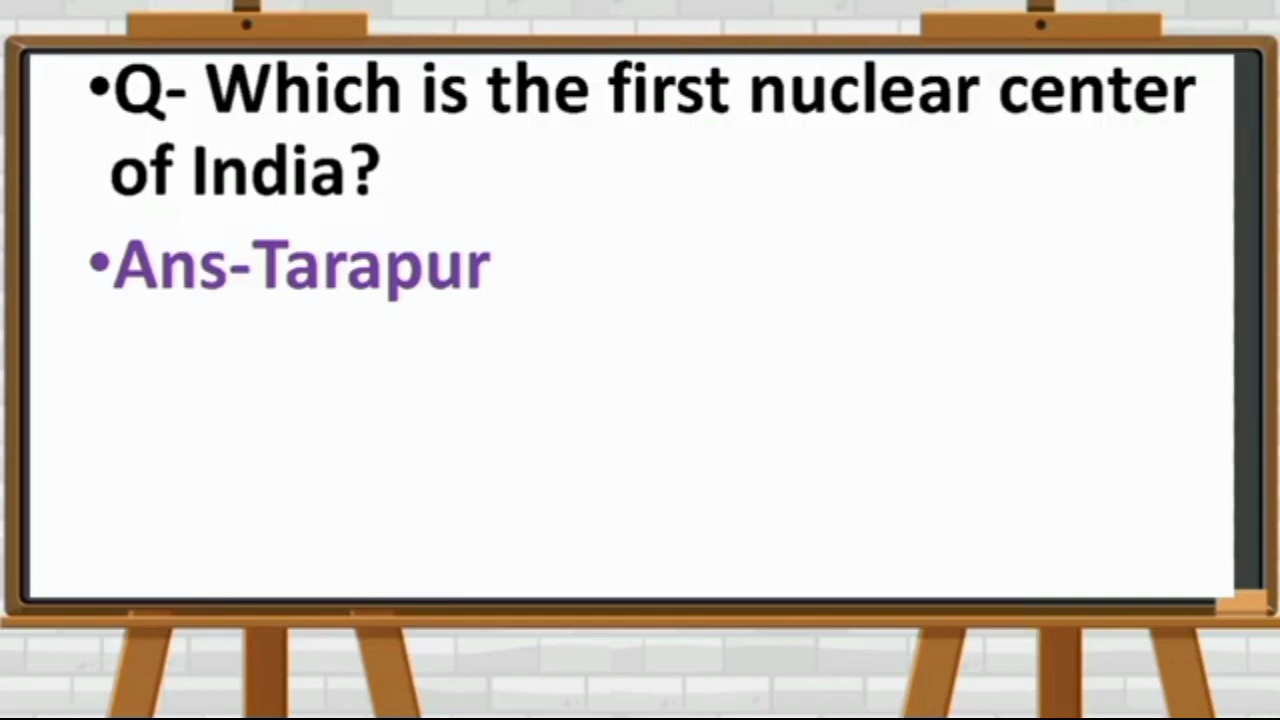 •Q- Which is the first nuclear center
of India?
•Ans-Tarapur